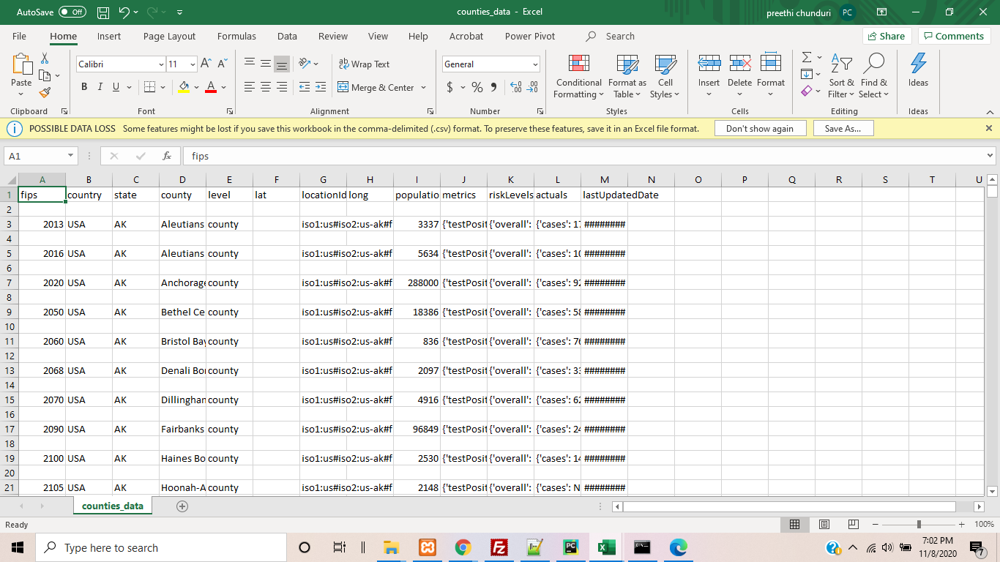 AutoSave Off counties_data - Excel preethi chunduri PC
File Home Insert Page Layout Formulas Data Review View Help Acrobat Power Pivot Search Share Comments
Paste Calibri 11 A A ab Wrap Text General Conditional Formatting Format as Table Cell Styles Insert Delete Format Sort & Filter Find & Select Ideas
B I U A Merge & Center $ % 9 .00 .00
Clipboard Font Alignment Number Styles Cells Editing Ideas
POSSIBLE DATA LOSS Some features might be lost if you save this workbook in the comma-delimited (.csv) format. To preserve these features, save it in an Excel file format. Don't show again Save As...
A1 fx fips
A B C D E F G H I J K L M N O P Q R S T U
1 fips country state county level lat locationId long populatio metrics riskLevels actuals lastUpdatedDate
2
3 2013 USA AK Aleutians county iso1:us#iso2:us-ak#f 3337 {'testPosit {'overall': {'cases': 17 ########
4
5 2016 USA AK Aleutians county iso1:us#iso2:us-ak#f 5634 {'testPosit {'overall': {'cases': 10 ########
6
7 2020 USA AK Anchorage county iso1:us#iso2:us-ak#f 288000 {'testPosit {'overall': {'cases': 92 ########
8
9 2050 USA AK Bethel Ce county iso1:us#iso2:us-ak#f 18386 {'testPosit {'overall': {'cases': 58 ########
10
11 2060 USA AK Bristol Bay county iso1:us#iso2:us-ak#f 836 {'testPosit {'overall': {'cases': 76 ########
12
13 2068 USA AK Denali Bor county iso1:us#iso2:us-ak#f 2097 {'testPosit {'overall': {'cases': 33 ########
14
15 2070 USA AK Dillinghan county iso1:us#iso2:us-ak#f 4916 {'testPosit {'overall': {'cases': 62 ########
16
17 2090 USA AK Fairbanks county iso1:us#iso2:us-ak#f 96849 {'testPosit {'overall': {'cases': 24 ########
18
19 2100 USA AK Haines Bo county iso1:us#iso2:us-ak#f 2530 {'testPosit {'overall': {'cases': 14 ########
20
21 2105 USA AK Hoonah-A county iso1:us#iso2:us-ak#f 2148 {'testPosit {'overall': {'cases': N ########
counties_data
Ready 100%
Type here to search 7:02 PM
11/8/2020 7